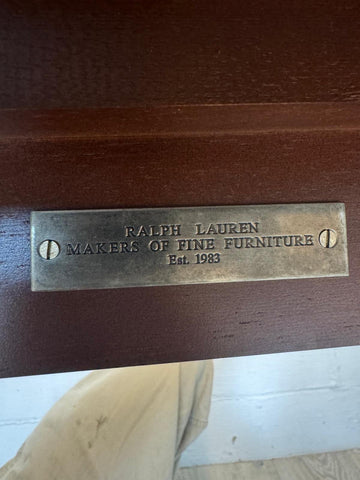 RALPH LAUREN
MAKERS OF FINE FURNITURE
Est. 1983